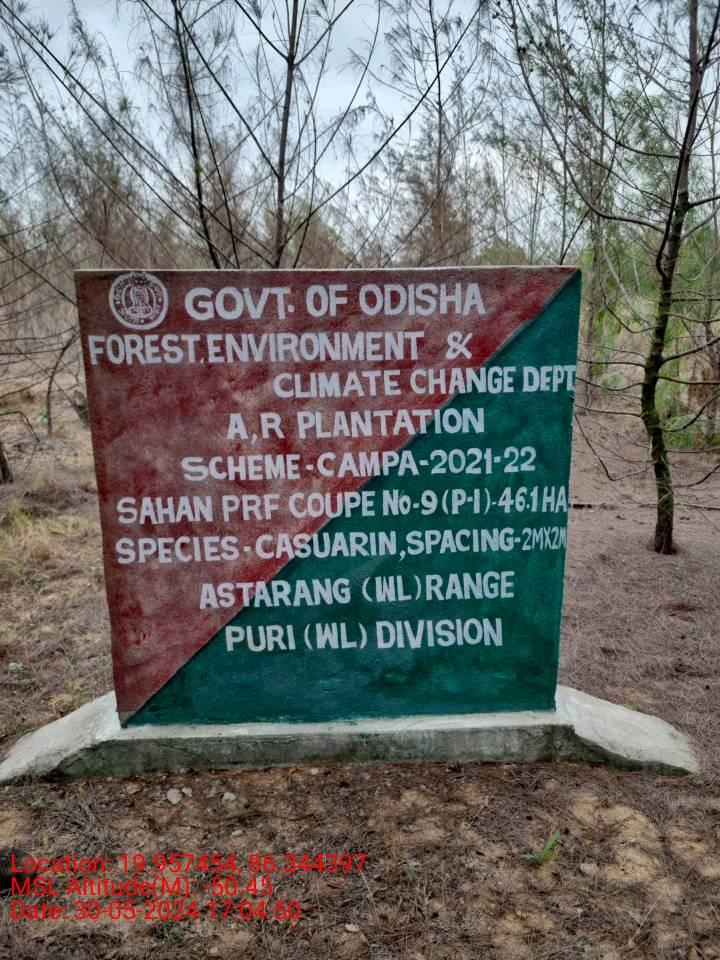 GOVT. OF ODISHA
FOREST, ENVIRONMENT &
CLIMATE CHANGE DEPT
A,R PLANTATION
SCHEME-CAMPA-2021-22
SAHAN PRF COUPE No-9(P-I)-46.1HA
SPECIES-CASUARIN,SPACING-2MX2M
ASTARANG (WL)RANGE
PURI (WL) DIVISION
Location: 19.957454, 86.344397
MSL Altitude(M): -50.45
Date: 30-05-2024 17:04:50